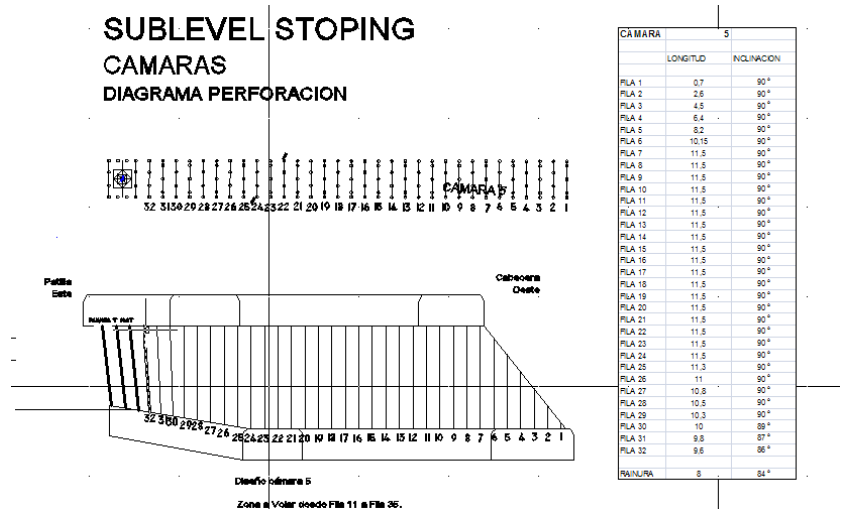 SUBLEVEL STOPING
CAMARAS
DIAGRAMA PERFORACION
CAMARA 5
32 31 30 29 28 27 26 25 24 23 22 21 20 19 18 17 16 15 14 13 12 11 10 9 8 7 6 5 4 3 2 1
Patilla
Este
Cabecera
Oeste
32 31 30 29 28 27 26 25 24 23 22 21 20 19 18 17 16 15 14 13 12 11 10 9 8 7 6 5 4 3 2 1
Diseño cámara 5
Zona a Volar desde Fila 11 a Fila 35.
CAMARA 5
LONGITUD INCLINACION
FILA 1 0,7 90°
FILA 2 2,6 90°
FILA 3 4,5 90°
FILA 4 6,4 90°
FILA 5 8,2 90°
FILA 6 10,15 90°
FILA 7 11,5 90°
FILA 8 11,5 90°
FILA 9 11,5 90°
FILA 10 11,5 90°
FILA 11 11,5 90°
FILA 12 11,5 90°
FILA 13 11,5 90°
FILA 14 11,5 90°
FILA 15 11,5 90°
FILA 16 11,5 90°
FILA 17 11,5 90°
FILA 18 11,5 90°
FILA 19 11,5 90°
FILA 20 11,5 90°
FILA 21 11,5 90°
FILA 22 11,5 90°
FILA 23 11,5 90°
FILA 24 11,5 90°
FILA 25 11,3 90°
FILA 26 11 90°
FILA 27 10,8 90°
FILA 28 10,5 90°
FILA 29 10,3 90°
FILA 30 10 89°
FILA 31 9,8 87°
FILA 32 9,6 86°
RAINURA 8 84°